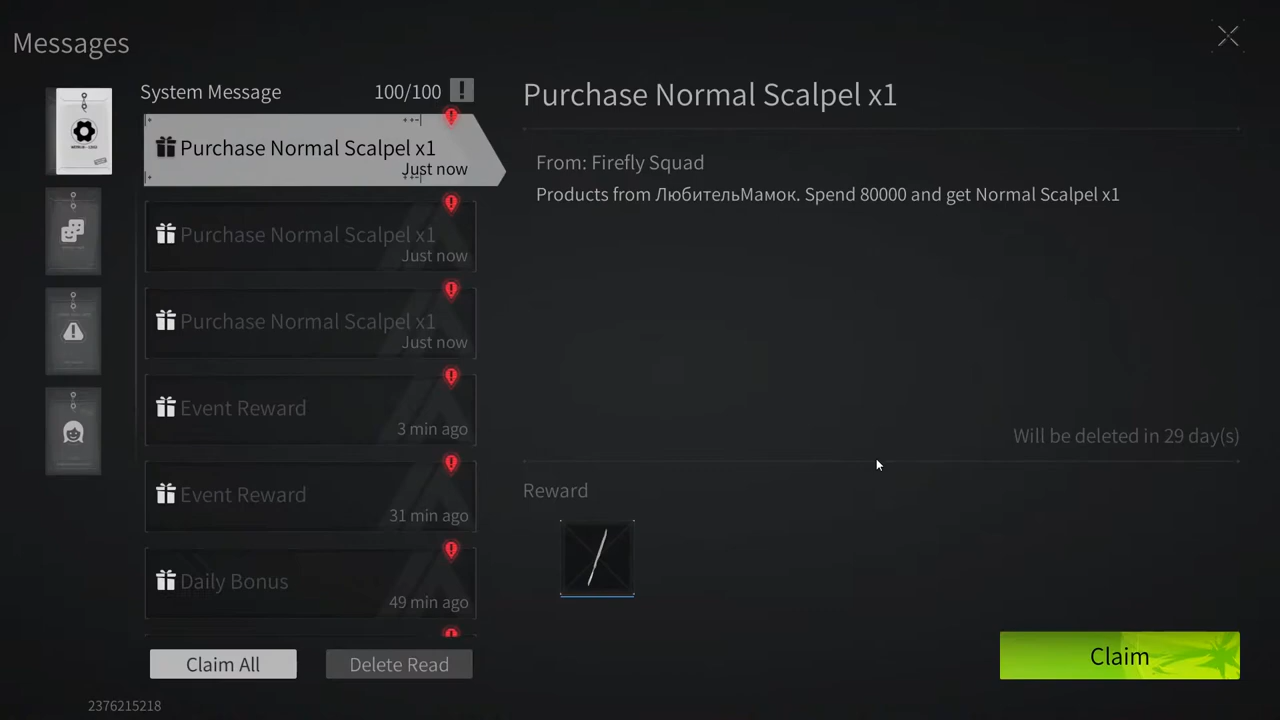 Messages
System Message 100/100
Purchase Normal Scalpel x1
Just now
Purchase Normal Scalpel x1
Just now
Purchase Normal Scalpel x1
Just now
Event Reward
3 min ago
Event Reward
31 min ago
Daily Bonus
49 min ago
Claim All
Delete Read
2376215218
Purchase Normal Scalpel x1
From: Firefly Squad
Products from ЛюбительМамок. Spend 80000 and get Normal Scalpel x1
Will be deleted in 29 day(s)
Reward
Claim